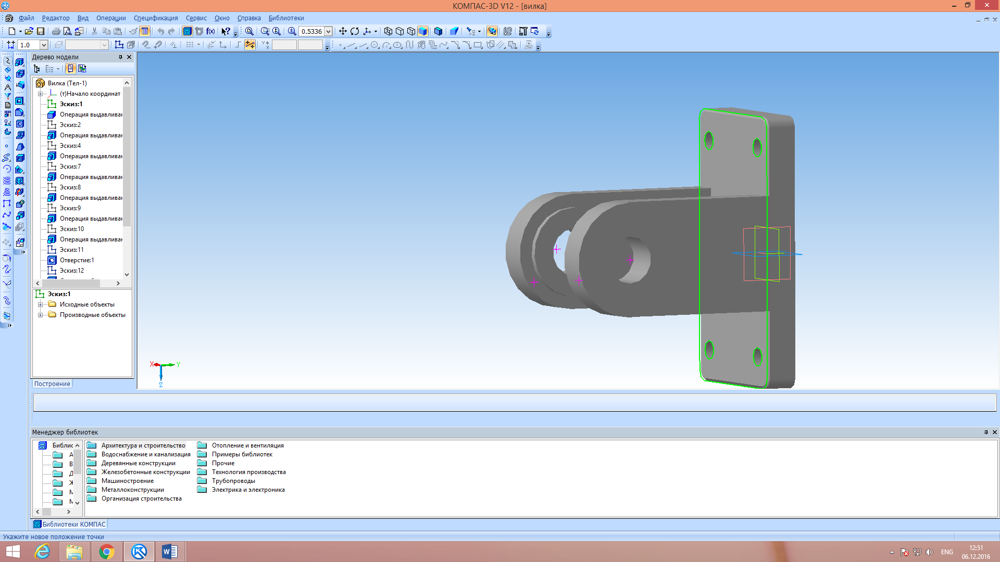 КОМПАС-3D V12 - [вилка]
Файл Редактор Вид Операции Спецификация Сервис Окно Справка Библиотеки
0.5336
1.0
Дерево модели
Вилка (Тел-1)
(т)Начало координат
Эскиз:1
Операция выдавливан
Эскиз:2
Операция выдавливан
Эскиз:4
Операция выдавливан
Эскиз:7
Операция выдавливан
Эскиз:8
Операция выдавливан
Эскиз:9
Операция выдавливан
Эскиз:10
Операция выдавливан
Эскиз:11
Отверстие:1
Эскиз:12
Эскиз:1
Исходные объекты
Производные объекты
Построение
X Y
Z
Менеджер библиотек
Библис
А
В
Д
Ж
М
М
Архитектура и строительство
Водоснабжение и канализация
Деревянные конструкции
Железобетонные конструкции
Машиностроение
Металлоконструкции
Организация строительства
Отопление и вентиляция
Примеры библиотек
Прочие
Технология производства
Трубопроводы
Электрика и электроника
Библиотеки КОМПАС
Укажите новое положение точки
ENG
12:51
06.12.2016